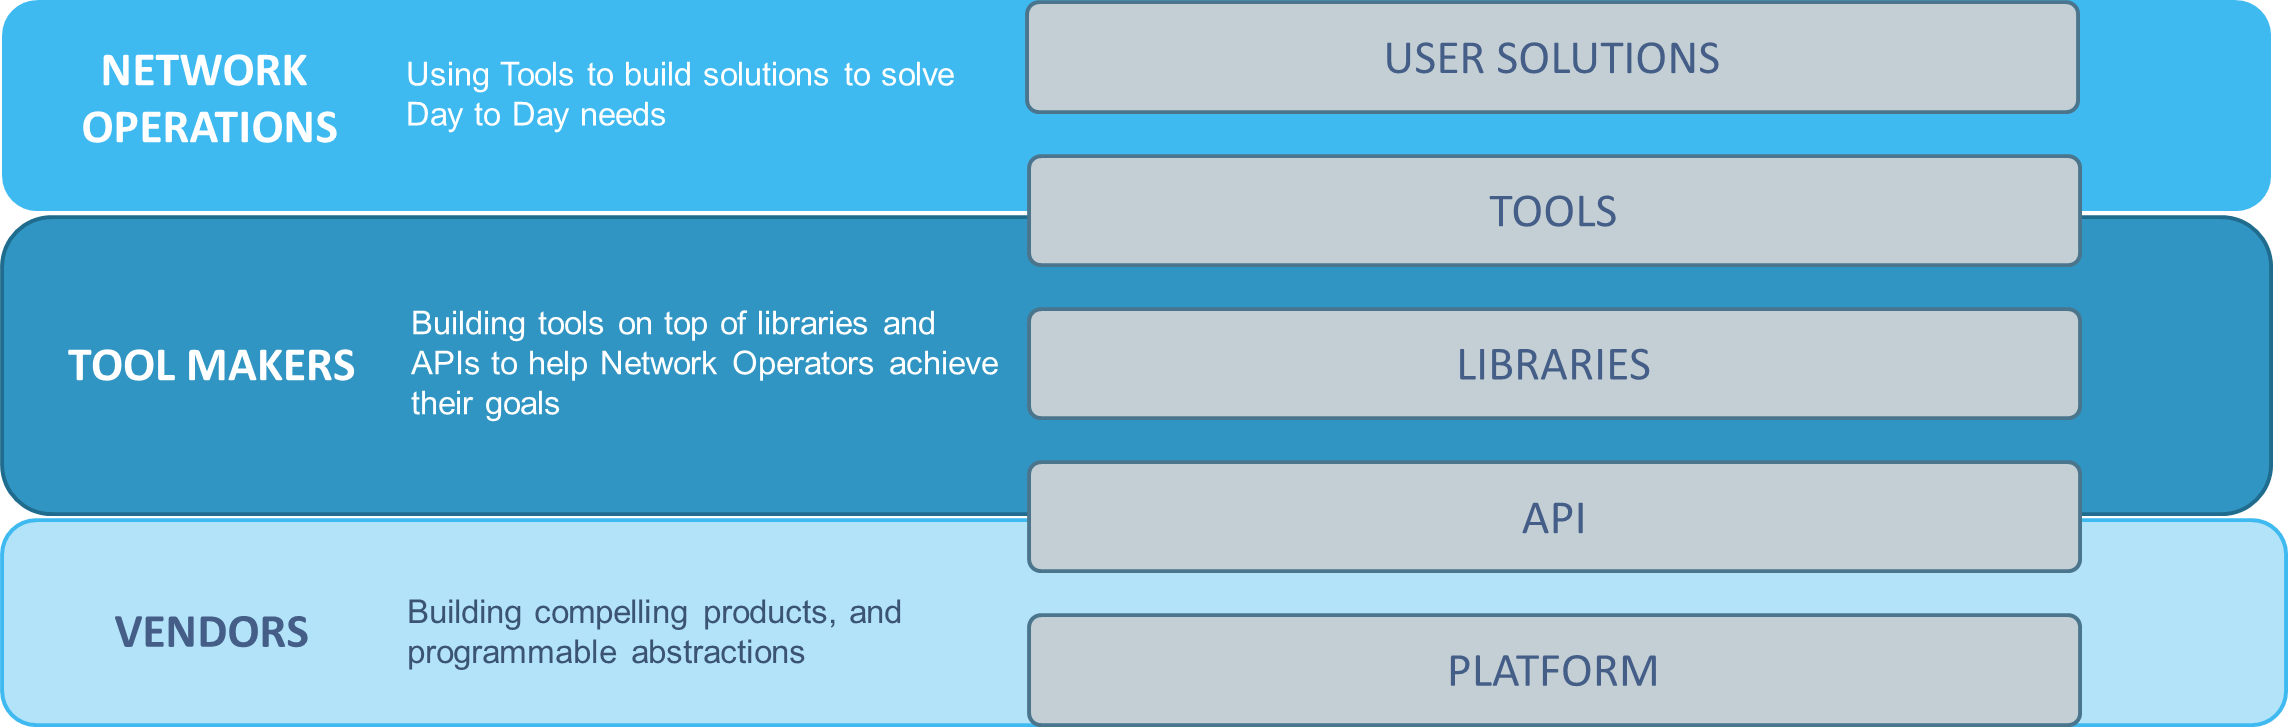 NETWORK
OPERATIONS
Using Tools to build solutions to solve
Day to Day needs
USER SOLUTIONS
TOOLS
TOOL MAKERS
Building tools on top of libraries and
APIs to help Network Operators achieve
their goals
LIBRARIES
API
VENDORS
Building compelling products, and
programmable abstractions
PLATFORM